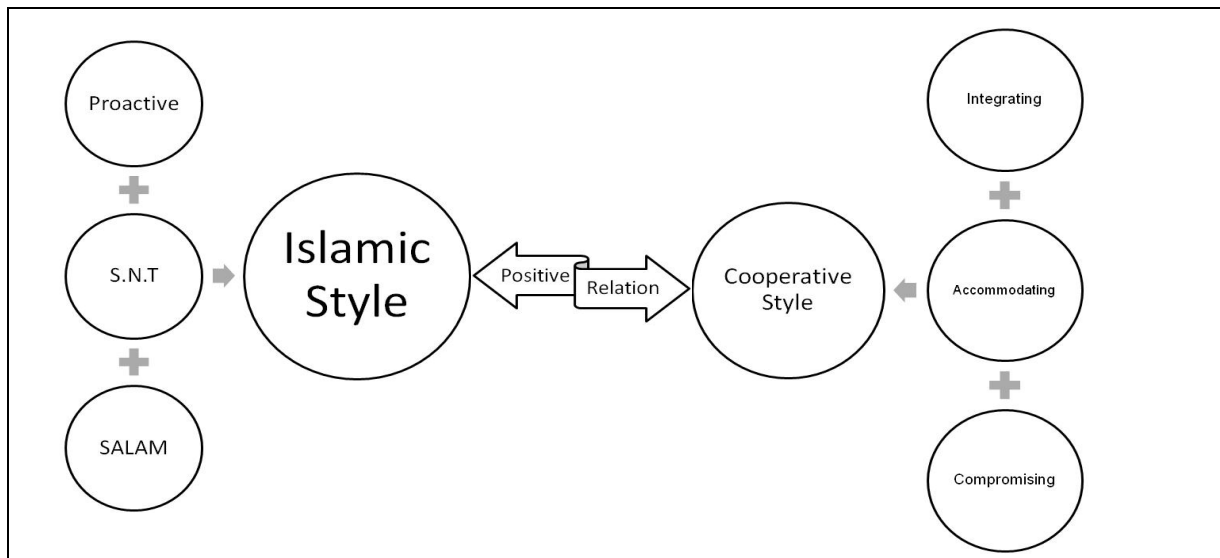 Proactive
S.N.T
SALAM
Islamic
Style
Positive
Relation
Cooperative
Style
Integrating
Accommodating
Compromising